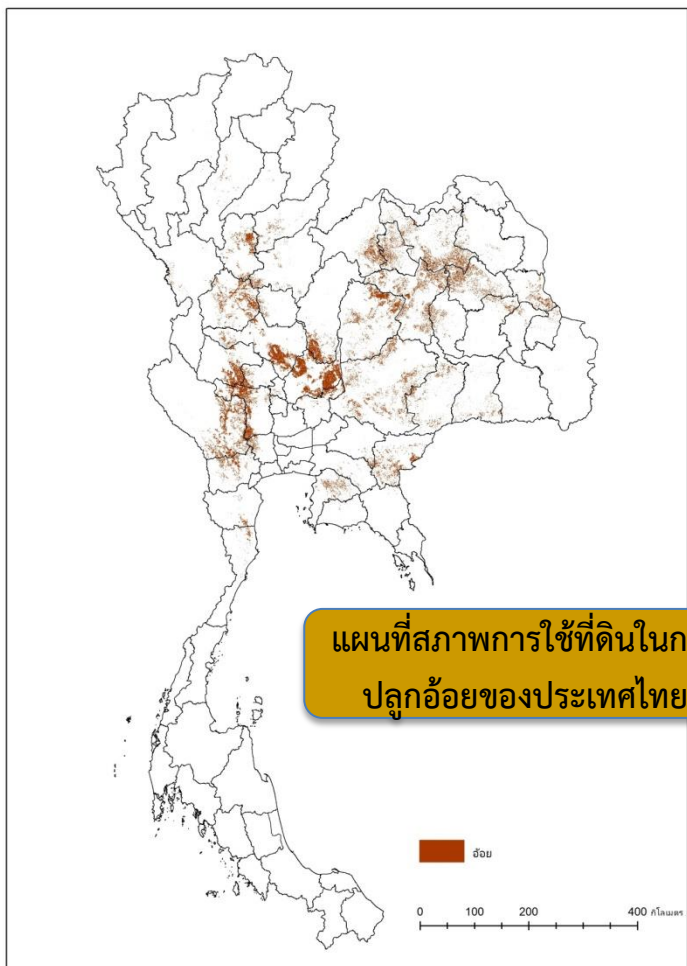 แผนที่สภาพการใช้ที่ดินในก
ปลูกอ้อยของประเทศไทย
อ้อย
0 100 200 400 กิโลเมตร